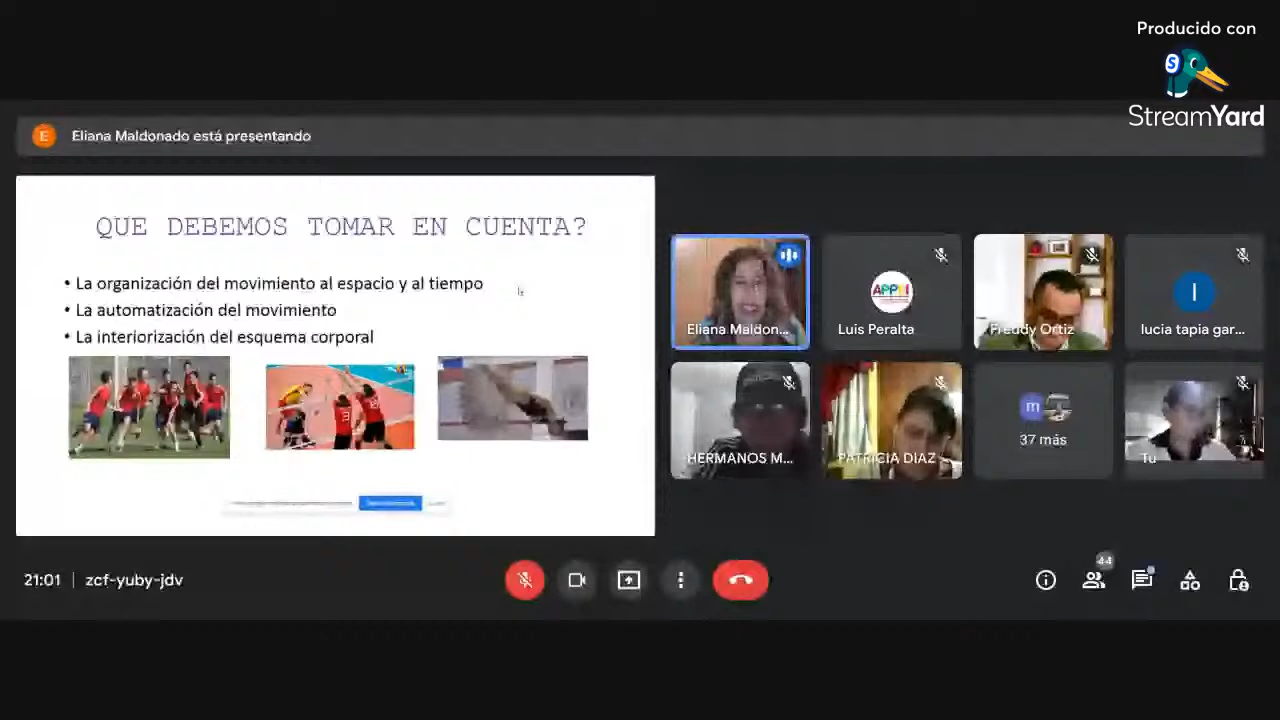 Producido con
StreamYard
E Eliana Maldonado está presentando
QUE DEBEMOS TOMAR EN CUENTA?
• La organización del movimiento al espacio y al tiempo
• La automatización del movimiento
• La interiorización del esquema corporal
Eliana Maldon...
Luis Peralta
Freddy Ortiz
I
lucia tapia gar...
HERMANOS M...
PATRICIA DIAZ
m
37 más
Tu
21:01 | zcf-yuby-jdv
44